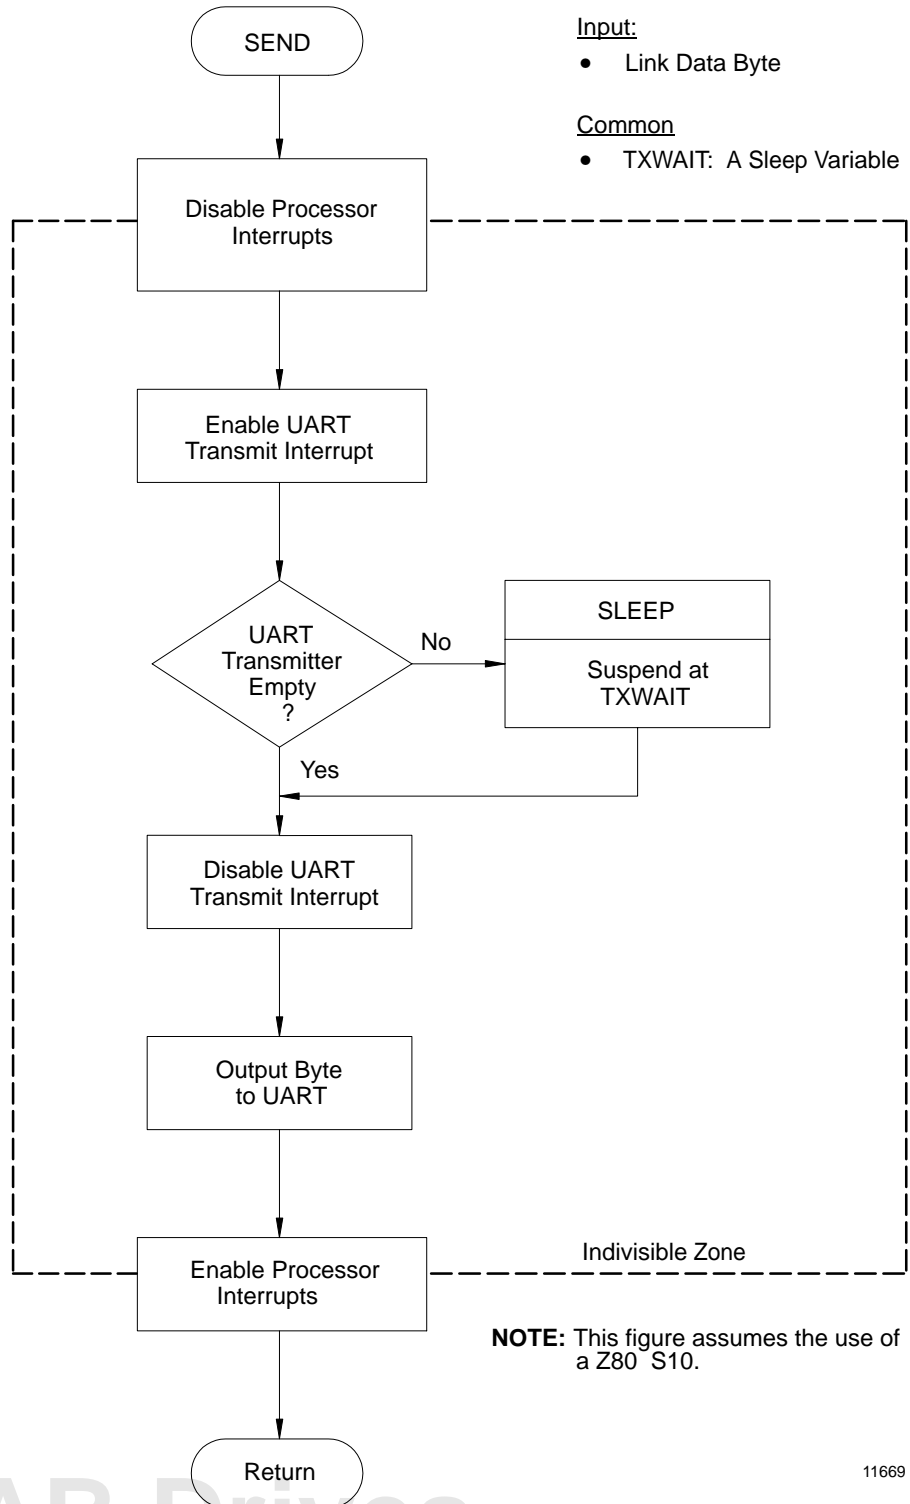 SEND
Input:
• Link Data Byte
Common
• TXWAIT: A Sleep Variable
Disable Processor
Interrupts
Enable UART
Transmit Interrupt
UART
Transmitter
Empty
?
No
SLEEP
Suspend at
TXWAIT
Yes
Disable UART
Transmit Interrupt
Output Byte
to UART
Indivisible Zone
Enable Processor
Interrupts
NOTE: This figure assumes the use of
a Z80 S10.
Return
11669
AB Drives